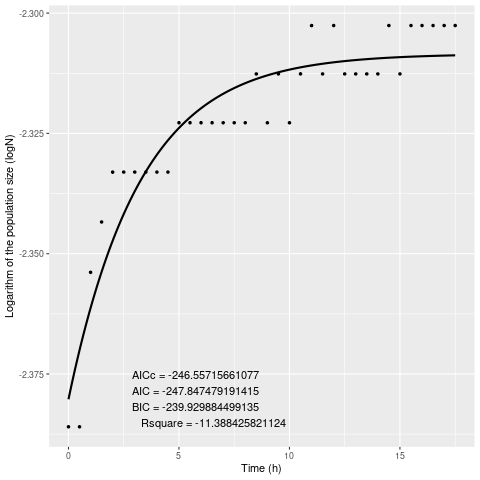 -2.300
-2.325
-2.350
-2.375
Logarithm of the population size (logN)
AICc = -246.55715661077
AIC = -247.847479191415
BIC = -239.929884499135
Rsquare = -11.388425821124
0 5 10 15
Time (h)